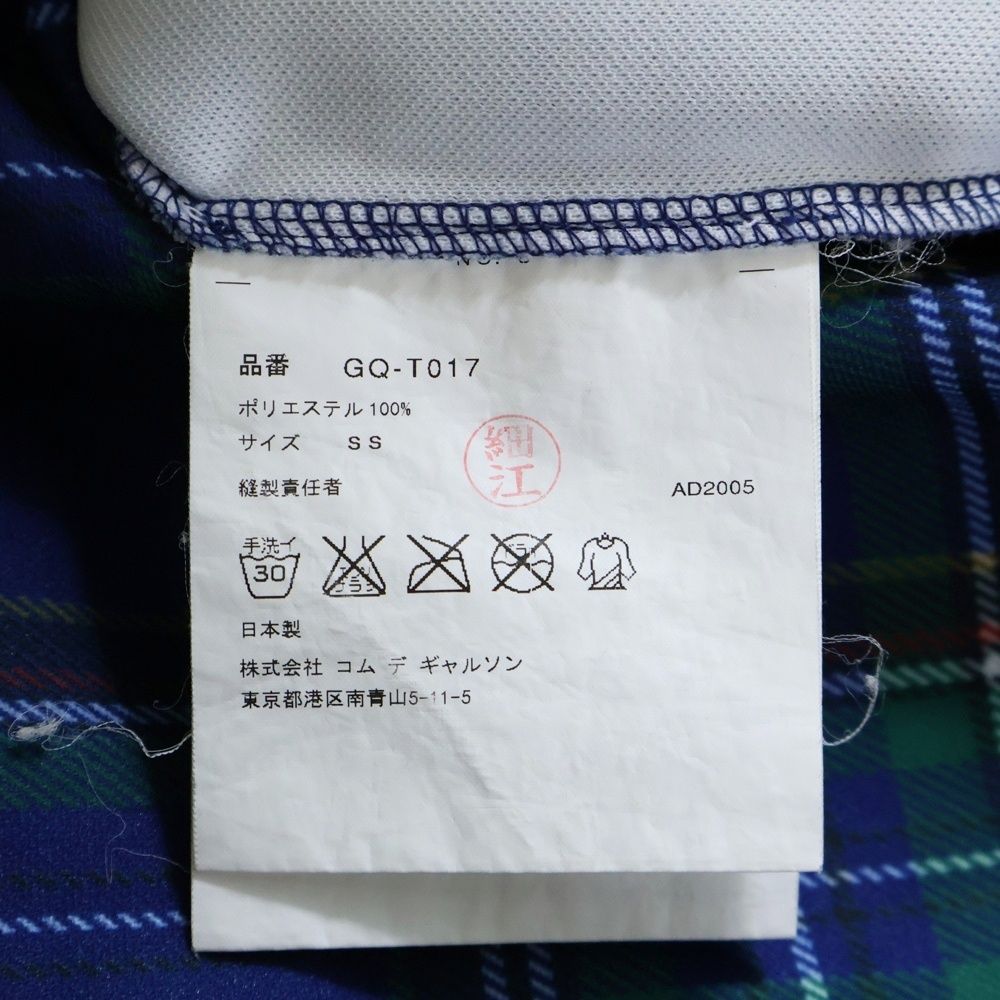 品番 GQ-T017
ポリエステル 100%
サイズ SS
細江
縫製責任者 AD2005
手洗イ
30
日本製
株式会社 コム デ ギャルソン
東京都港区南青山5-11-5